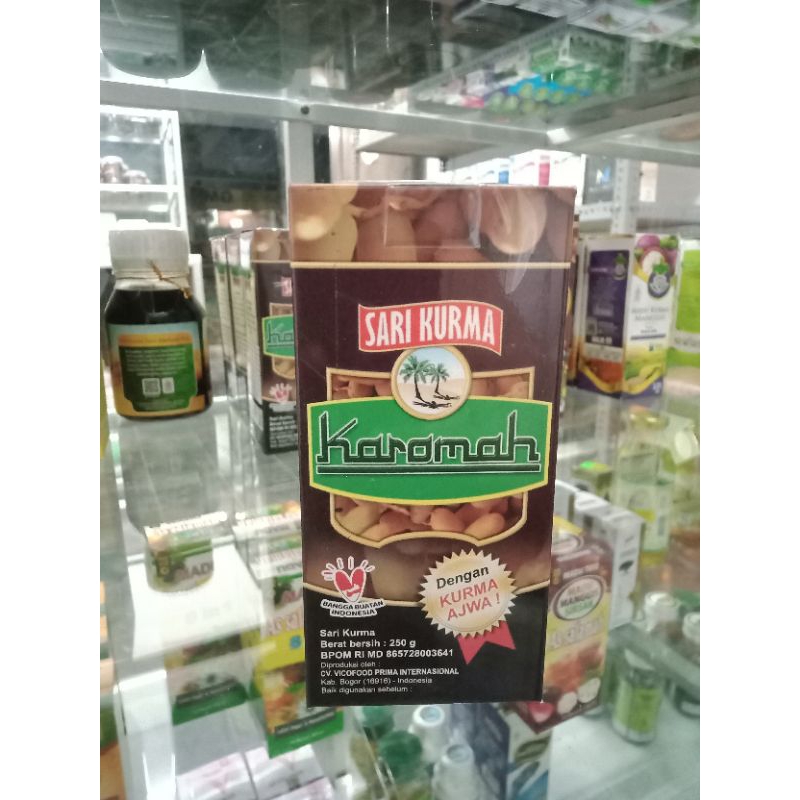 SARI KURMA
Karomah
Dengan
KURMA
AJWA !
BANGGA BUATAN
INDONESIA
Sari Kurma
Berat bersih : 250 g
BPOM RI MD 865728003641
Diproduksi oleh :
CV. VICOFOOD PRIMA INTERNASIONAL
Kab. Bogor (16916) - Indonesia
Baik digunakan sebelum :